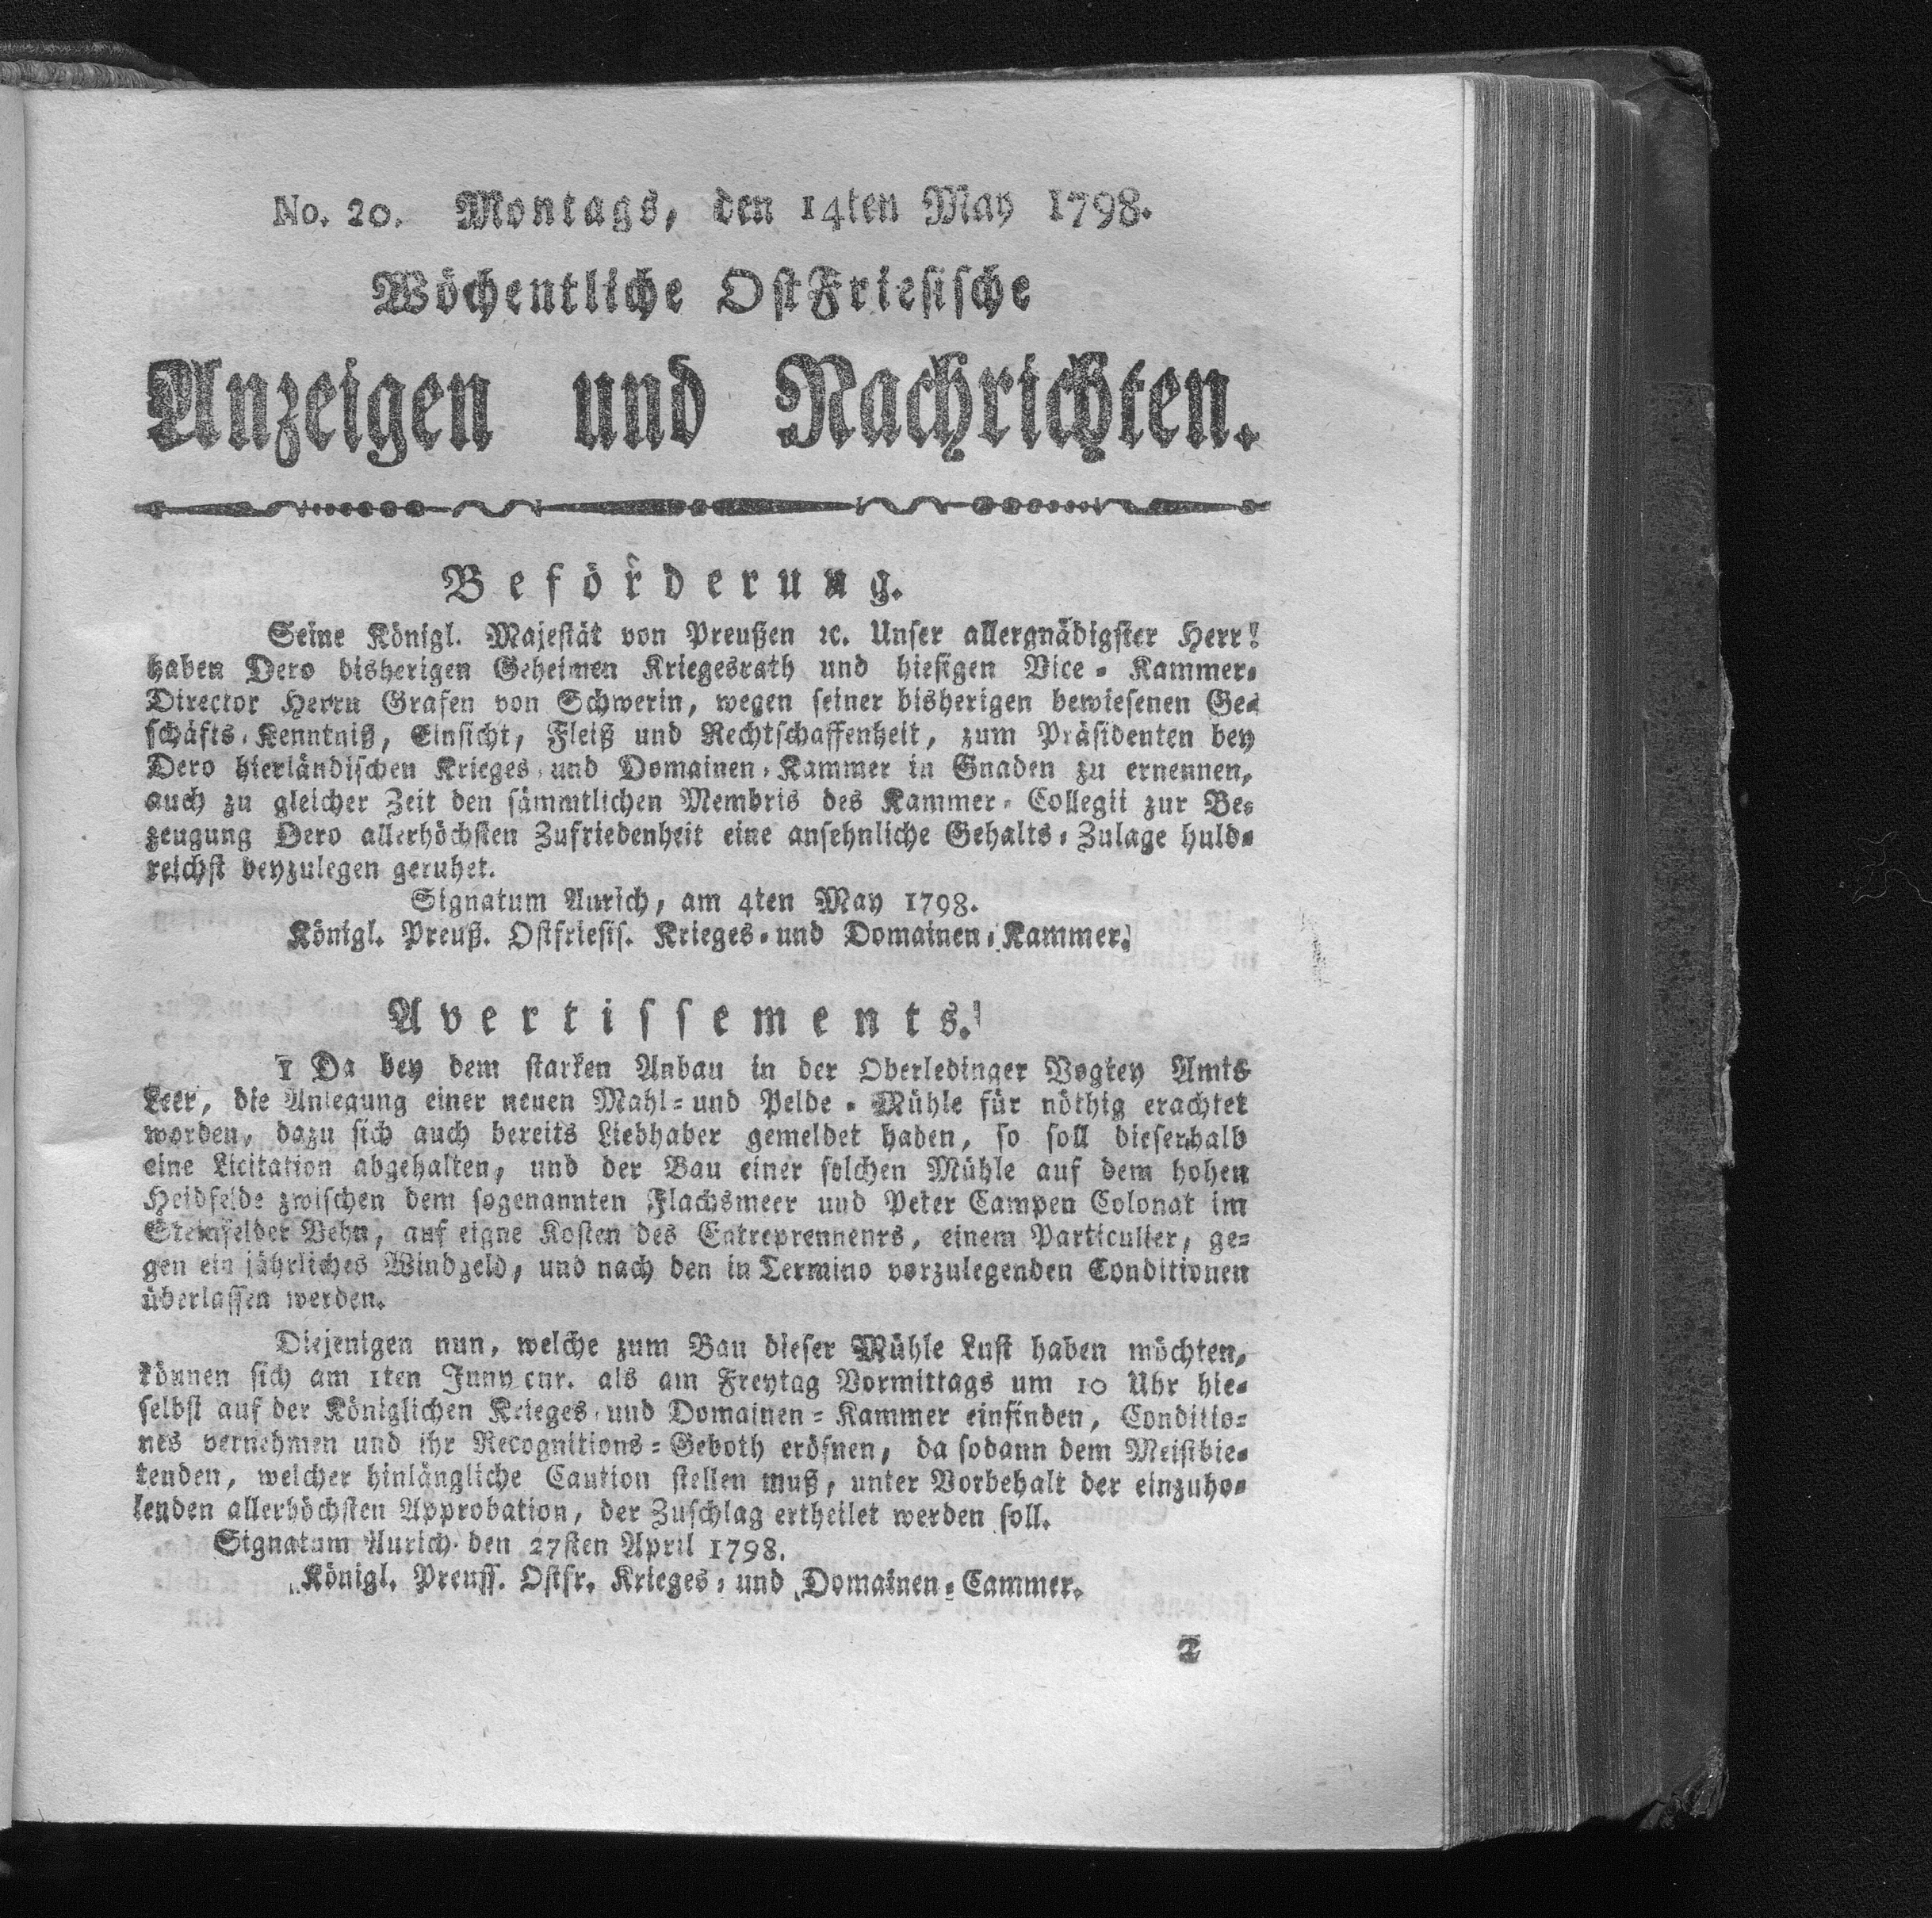 No. 20. Montags, den 14ten May 1798.
Wöchentliche OstFriesische
Anzeigen und Nachrichten.
Beförderung.
Seine Königl. Majestät von Preußen ꝛc. Unser allergnädigster Herr!
haben Dero bisherigen Geheimen Kriegesrath und hiesigen Vice-Kammer-
Director Herrn Grafen von Schwerin, wegen seiner bisherigen bewiesenen Ge-
schäfts-Kenntniß, Einsicht, Fleiß und Rechtschaffenheit, zum Präsidenten bey
Dero hierländischen Krieges-und Domainen-Kammer in Gnaden zu ernennen,
auch zu gleicher Zeit den sämmtlichen Membris des Kammer-Collegii zur Be-
zeugung Dero allerhöchsten Zufriedenheit eine ansehnliche Gehalts-Zulage huld-
reichst beyzulegen geruhet.
Signatum Aurich, am 4ten May 1798.
Königl. Preuß. Ostfriesis. Krieges-und Domainen-Kammer.
Avertissements.
1 Da bey dem starken Anbau in der Oberledinger Vogtey Amts
Leer, die Anlegung einer neuen Mahl-und Pelde-Mühle für nöthig erachtet
worden, dazu sich auch bereits Liebhaber gemeldet haben, so soll dieserhalb
eine Licitation abgehalten, und der Bau einer solchen Mühle auf dem hohen
Heidfelde zwischen dem sogenannten Flachsmeer und Peter Campen Colonat im
Steinfelder Vehn, auf eigne Kosten des Entreprenneurs, einem Particulier, ge-
gen ein jährliches Windgeld, und nach den in Termino vorzulegenden Conditionen
überlassen werden.
Diejenigen nun, welche zum Bau dieser Mühle Lust haben möchten,
können sich am 1ten Juny cur. als am Freytag Vormittags um 10 Uhr hie-
selbst auf der Königlichen Krieges-und Domainen-Kammer einfinden, Conditio-
nes vernehmen und ihr Recognitions-Geboth eröfnen, da sodann dem Meistbie-
tenden, welcher hinlängliche Caution stellen muß, unter Vorbehalt der einzuho-
lenden allerhöchsten Approbation, der Zuschlag ertheilet werden soll.
Signatum Aurich den 27sten April 1798.
Königl. Preuss. Ostfr. Krieges-und Domainen-Cammer.
2